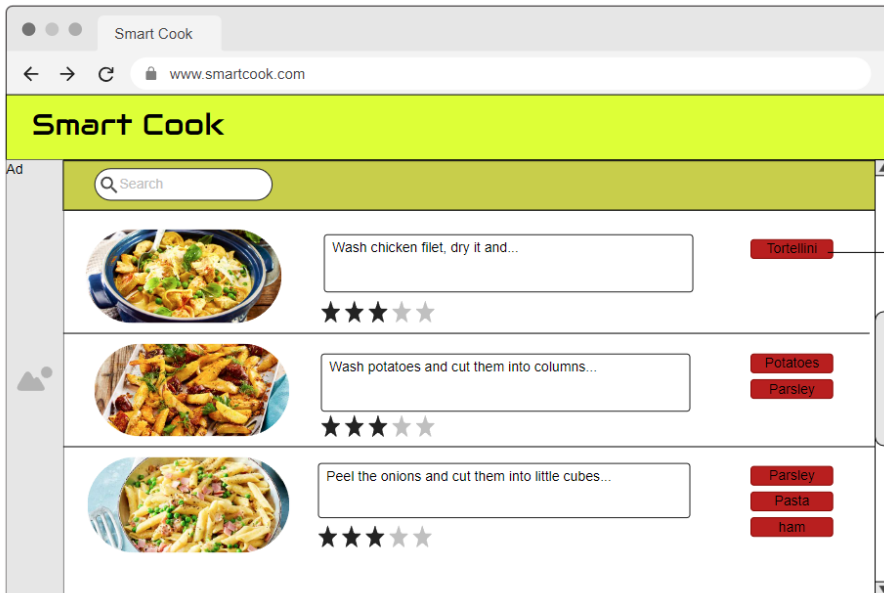 Smart Cook
www.smartcook.com
Smart Cook
Ad
Search
Wash chicken filet, dry it and...
Tortellini
Wash potatoes and cut them into columns...
Potatoes
Parsley
Peel the onions and cut them into little cubes...
Parsley
Pasta
ham